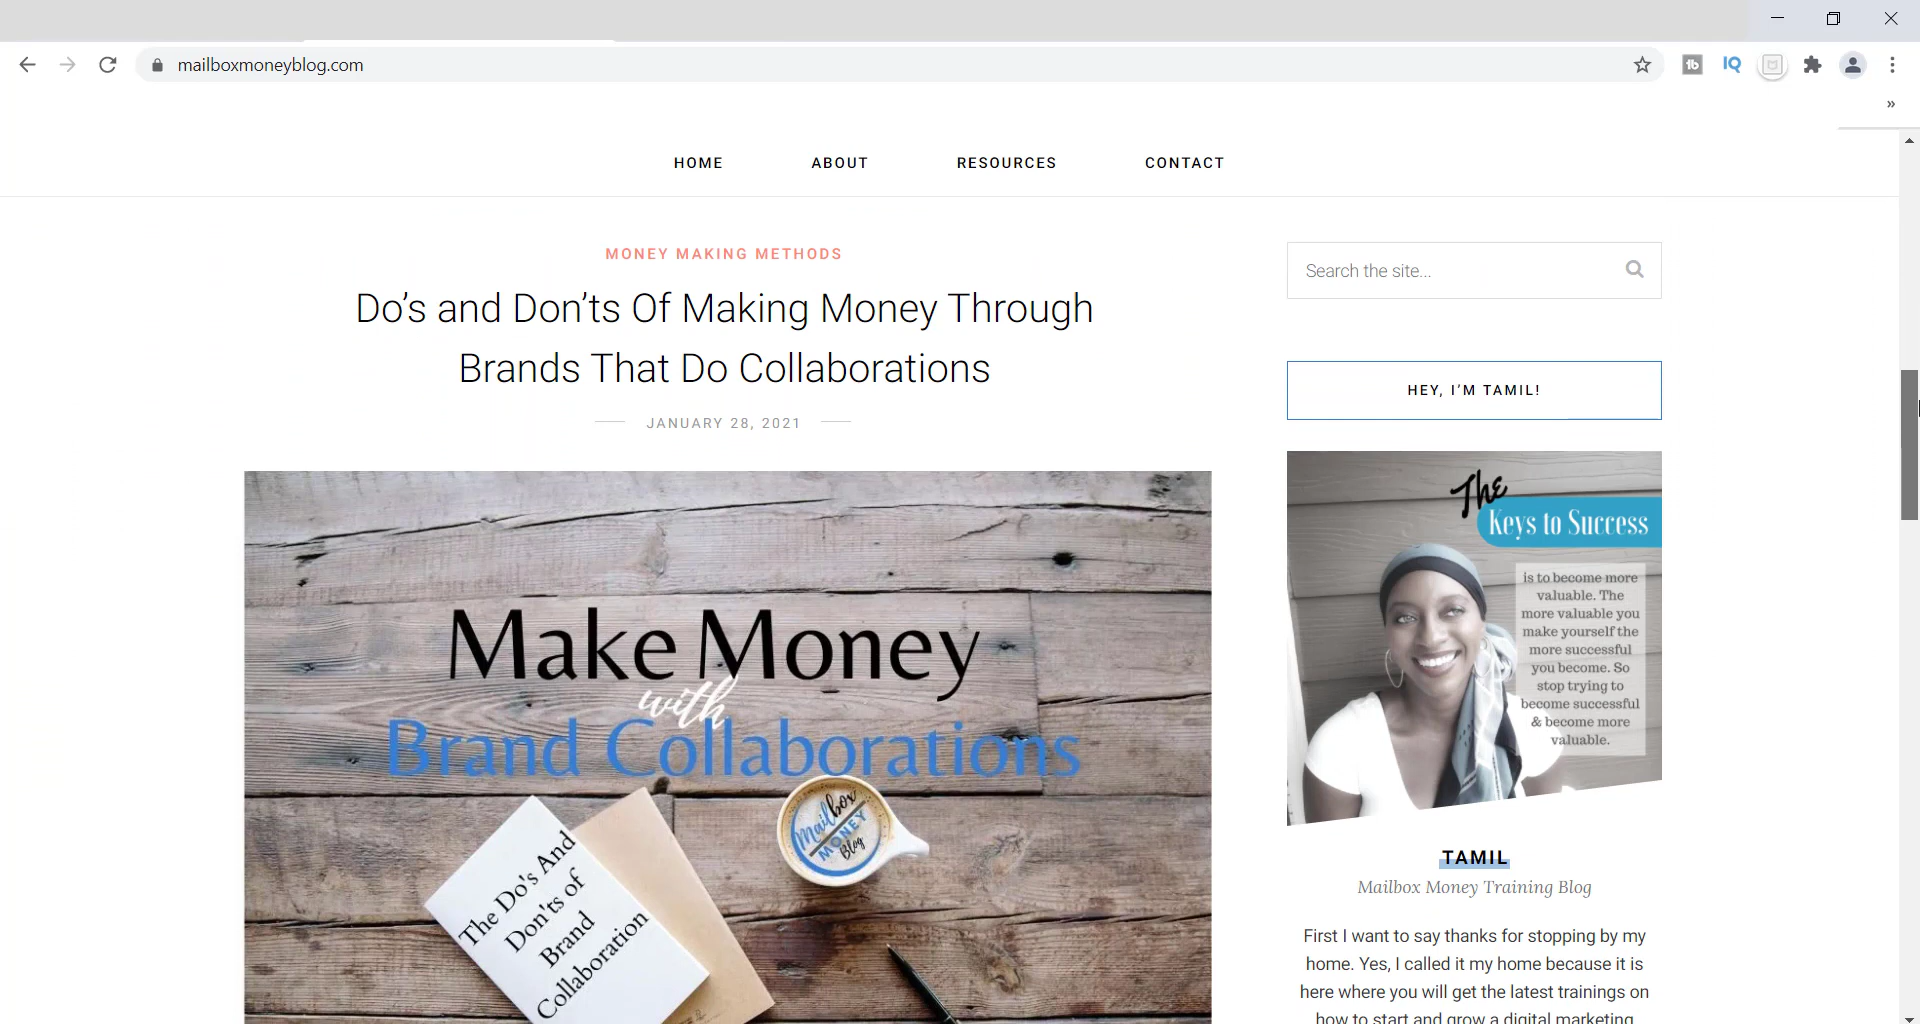 mailboxmoneyblog.com
HOME ABOUT RESOURCES CONTACT
MONEY MAKING METHODS
Do’s and Don’ts Of Making Money Through
Brands That Do Collaborations
JANUARY 28, 2021
Make Money
with
Brand Collaborations
Mailbox
MONEY
Blog
The Do's And
Don'ts of
Brand
Collaboration
Search the site...
HEY, I’M TAMIL!
The
Keys to Success
is to become more
valuable. The
more valuable you
make yourself the
more successful
you become. So
stop trying to
become successful
& become more
valuable.
TAMIL
Mailbox Money Training Blog
First I want to say thanks for stopping by my
home. Yes, I called it my home because it is
here where you will get the latest trainings on
how to start and grow a digital marketing